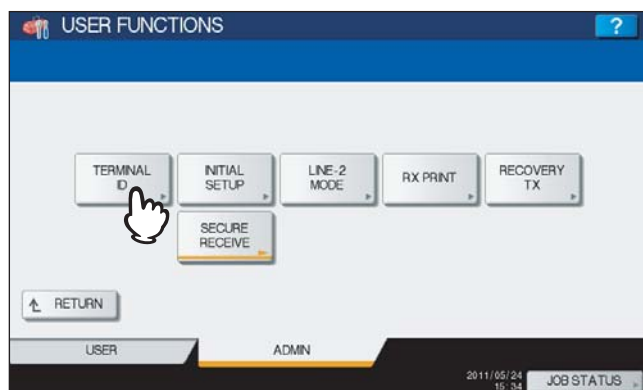 USER FUNCTIONS
?
TERMINAL
ID
INITIAL
SETUP
LINE-2
MODE
RX PRINT
RECOVERY
TX
SECURE
RECEIVE
RETURN
USER
ADMIN
2011/05/24
15:34
JOB STATUS